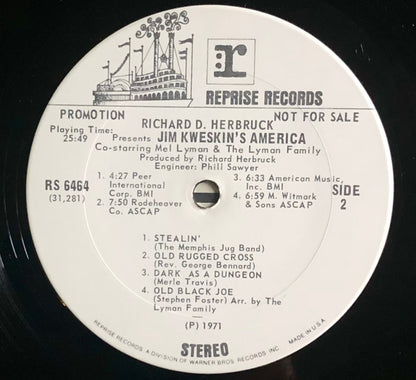 r
REPRISE RECORDS
PROMOTION
NOT FOR SALE
RICHARD D. HERBRUCK
Playing Time:
25:49
Presents JIM KWESKIN'S AMERICA
Co-starring Mel Lyman & The Lyman Family
Produced by Richard Herbruck
Engineer: Phill Sawyer
RS 6464
(31,281)
1. 4:27 Peer
International
Corp. BMI
2. 7:50 Rodeheaver
Co. ASCAP
3. 6:33 American Music,
Inc. BMI
4. 6:59 M. Witmark
& Sons ASCAP
SIDE
2
1. STEALIN'
(The Memphis Jug Band)
2. OLD RUGGED CROSS
(Rev. George Bennard)
3. DARK AS A DUNGEON
(Merle Travis)
4. OLD BLACK JOE
(Stephen Foster) Arr. by The
Lyman Family
(P) 1971
STEREO
REPRISE RECORDS, A DIVISION OF WARNER BROS. RECORDS INC. MADE IN U.S.A.